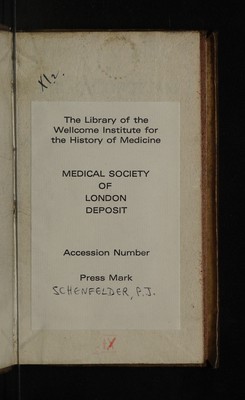 X12.
The Library of the
Wellcome Institute for
the History of Medicine
MEDICAL SOCIETY
OF
LONDON
DEPOSIT
Accession Number
Press Mark
SCHENFELDER, P.J.